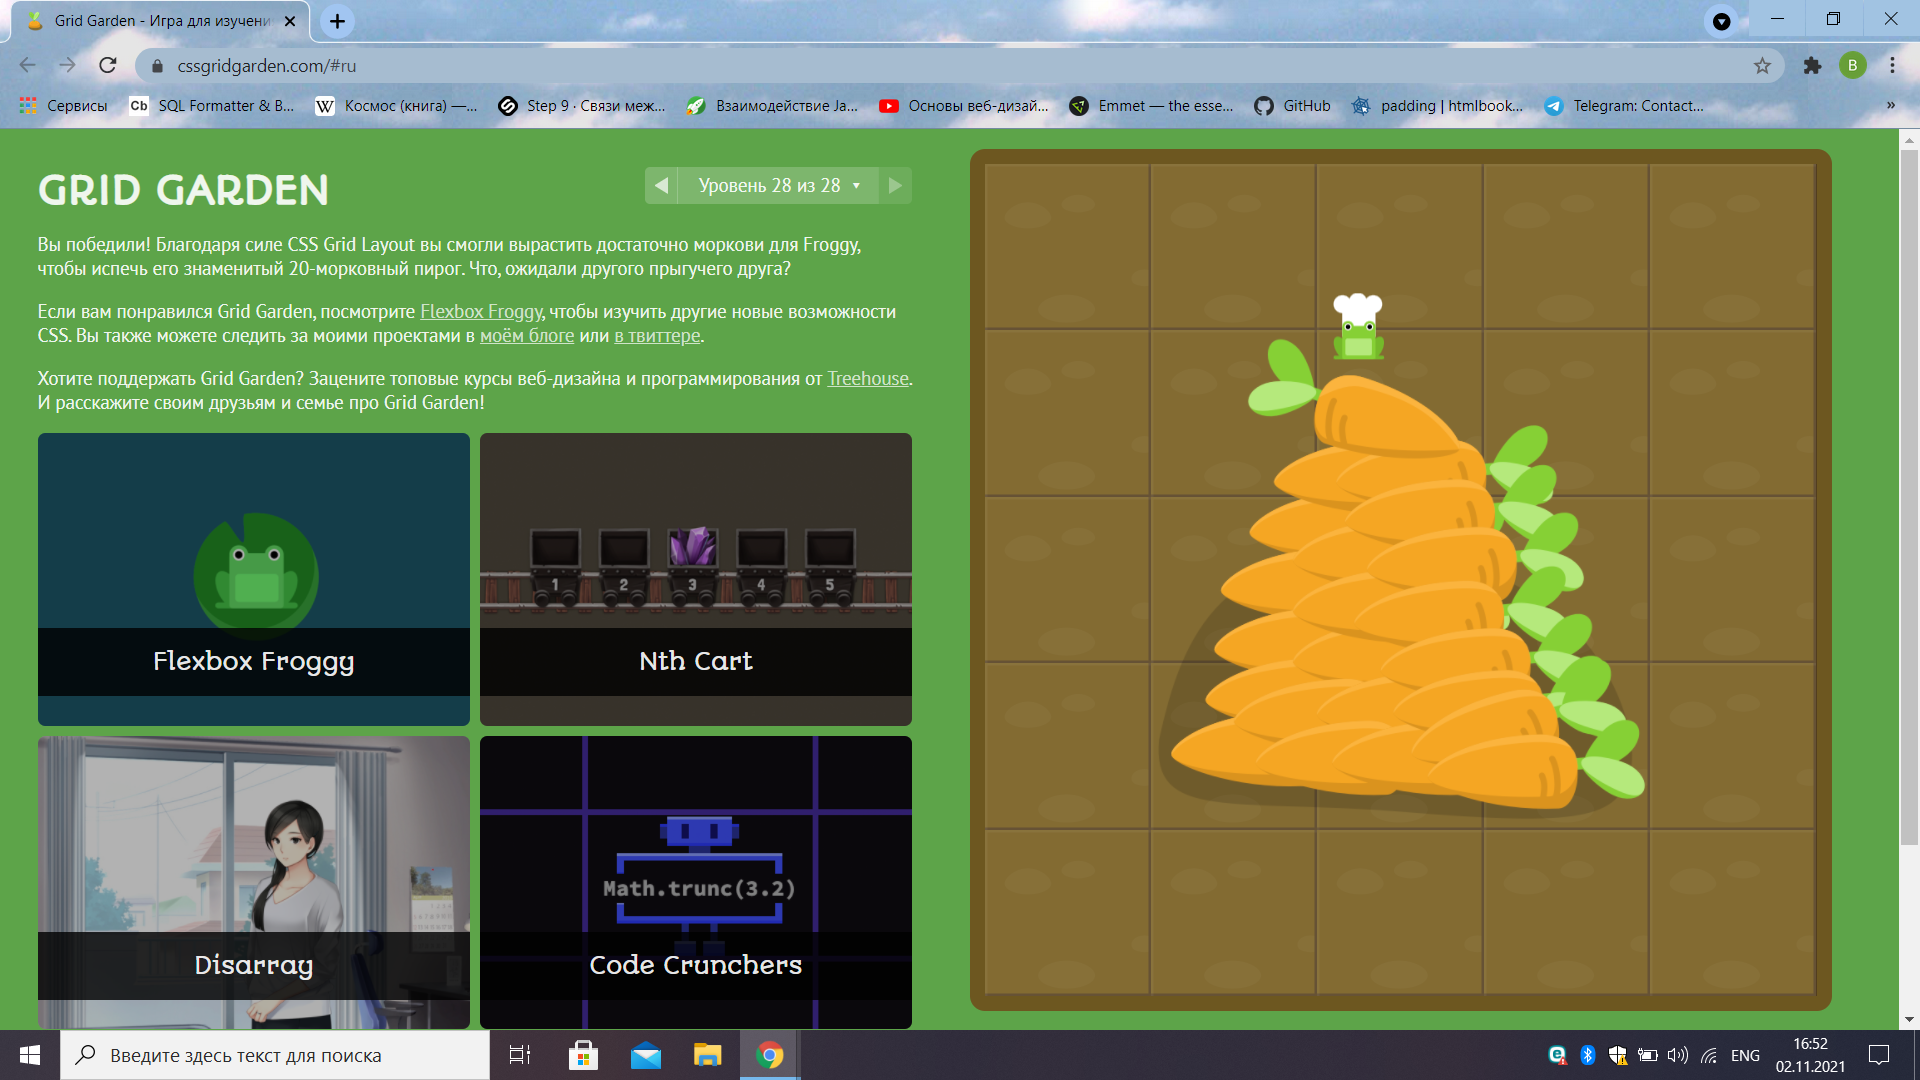 Grid Garden - Игра для изучени
cssgridgarden.com/#ru
B
Сервисы
Cb SQL Formatter & B...
W Космос (книга) —...
Step 9 · Связи меж...
Взаимодействие Ja...
Основы веб-дизай...
Emmet — the esse...
GitHub
padding | htmlbook...
Telegram: Contact...
»
GRID GARDEN
Уровень 28 из 28
Вы победили! Благодаря силе CSS Grid Layout вы смогли вырастить достаточно моркови для Froggy,
чтобы испечь его знаменитый 20-морковный пирог. Что, ожидали другого прыгучего друга?
Если вам понравился Grid Garden, посмотрите Flexbox Froggy, чтобы изучить другие новые возможности
CSS. Вы также можете следить за моими проектами в моём блоге или в твиттере.
Хотите поддержать Grid Garden? Зацените топовые курсы веб-дизайна и программирования от Treehouse.
И расскажите своим друзьям и семье про Grid Garden!
1 2 3 4 5
Flexbox Froggy
Nth Cart
Math.trunc(3.2)
Disarray
Code Crunchers
Введите здесь текст для поиска
ENG
16:52
02.11.2021